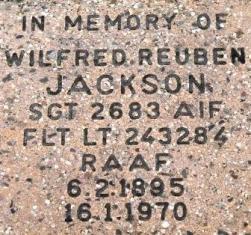 IN MEMORY OF
WILFRED REUBEN
JACKSON
SGT 2683 AIF
FLT LT 243284
RAAF
6.2.1895
16.1.1970